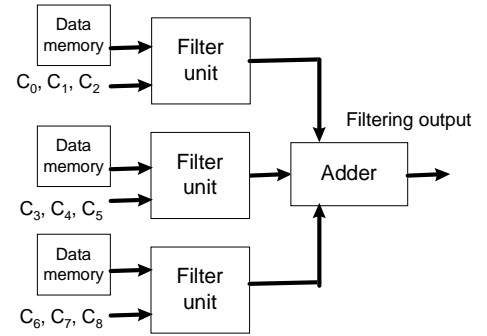 Data
memory
Filter
unit
C₀, C₁, C₂
Filtering output
Data
memory
Filter
unit
Adder
C₃, C₄, C₅
Data
memory
Filter
unit
C₆, C₇, C₈